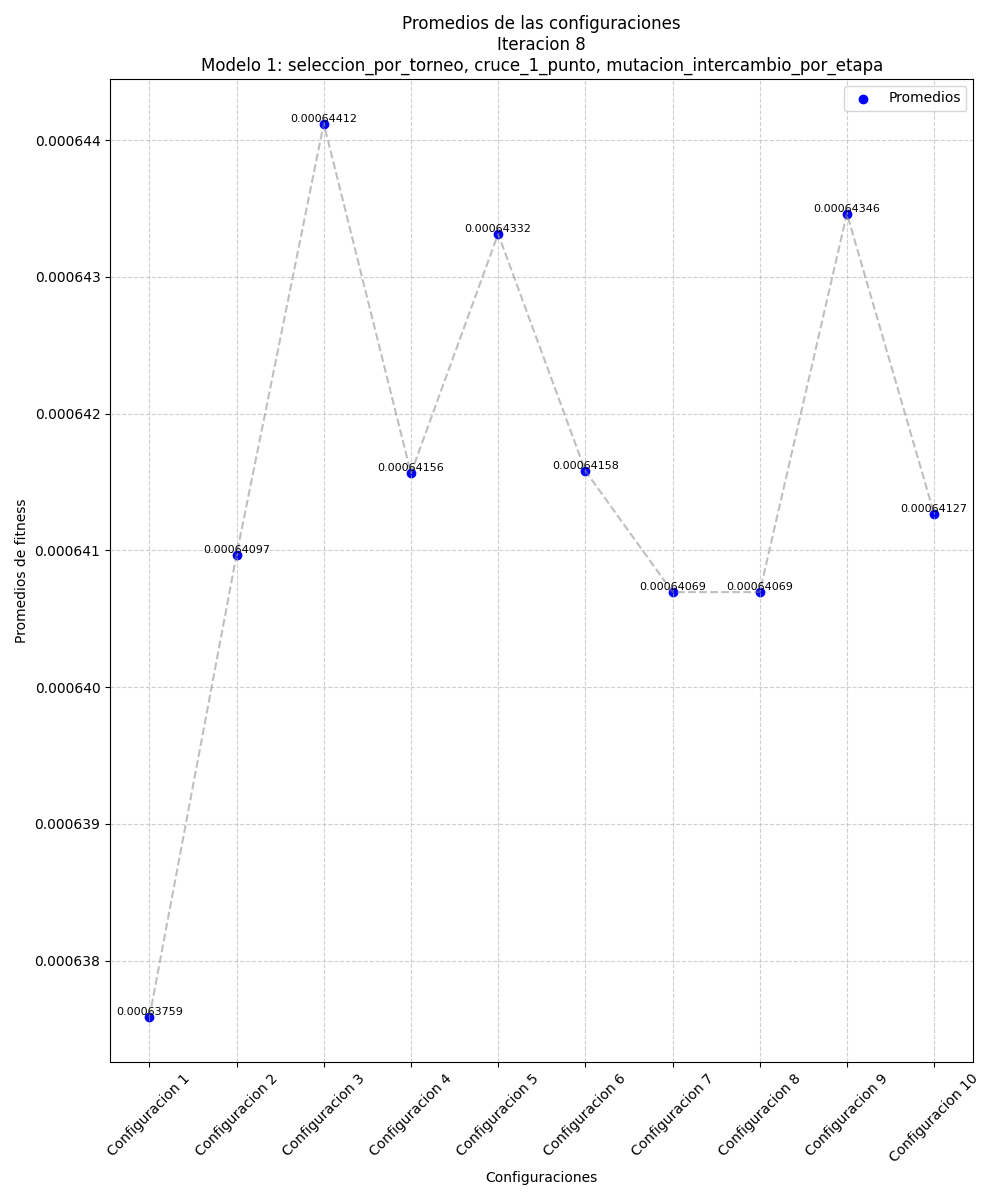 Promedios de las configuraciones
Iteracion 8
Modelo 1: seleccion_por_torneo, cruce_1_punto, mutacion_intercambio_por_etapa
Promedios
0.00064412
0.000644
0.00064346
0.00064332
0.000643
0.000642
0.00064156
0.00064158
0.00064127
0.00064097
0.000641
0.00064069
0.00064069
0.000640
0.000639
0.000638
0.00063759
Promedios de fitness
Configuracion 1
Configuracion 2
Configuracion 3
Configuracion 4
Configuracion 5
Configuracion 6
Configuracion 7
Configuracion 8
Configuracion 9
Configuracion 10
Configuraciones